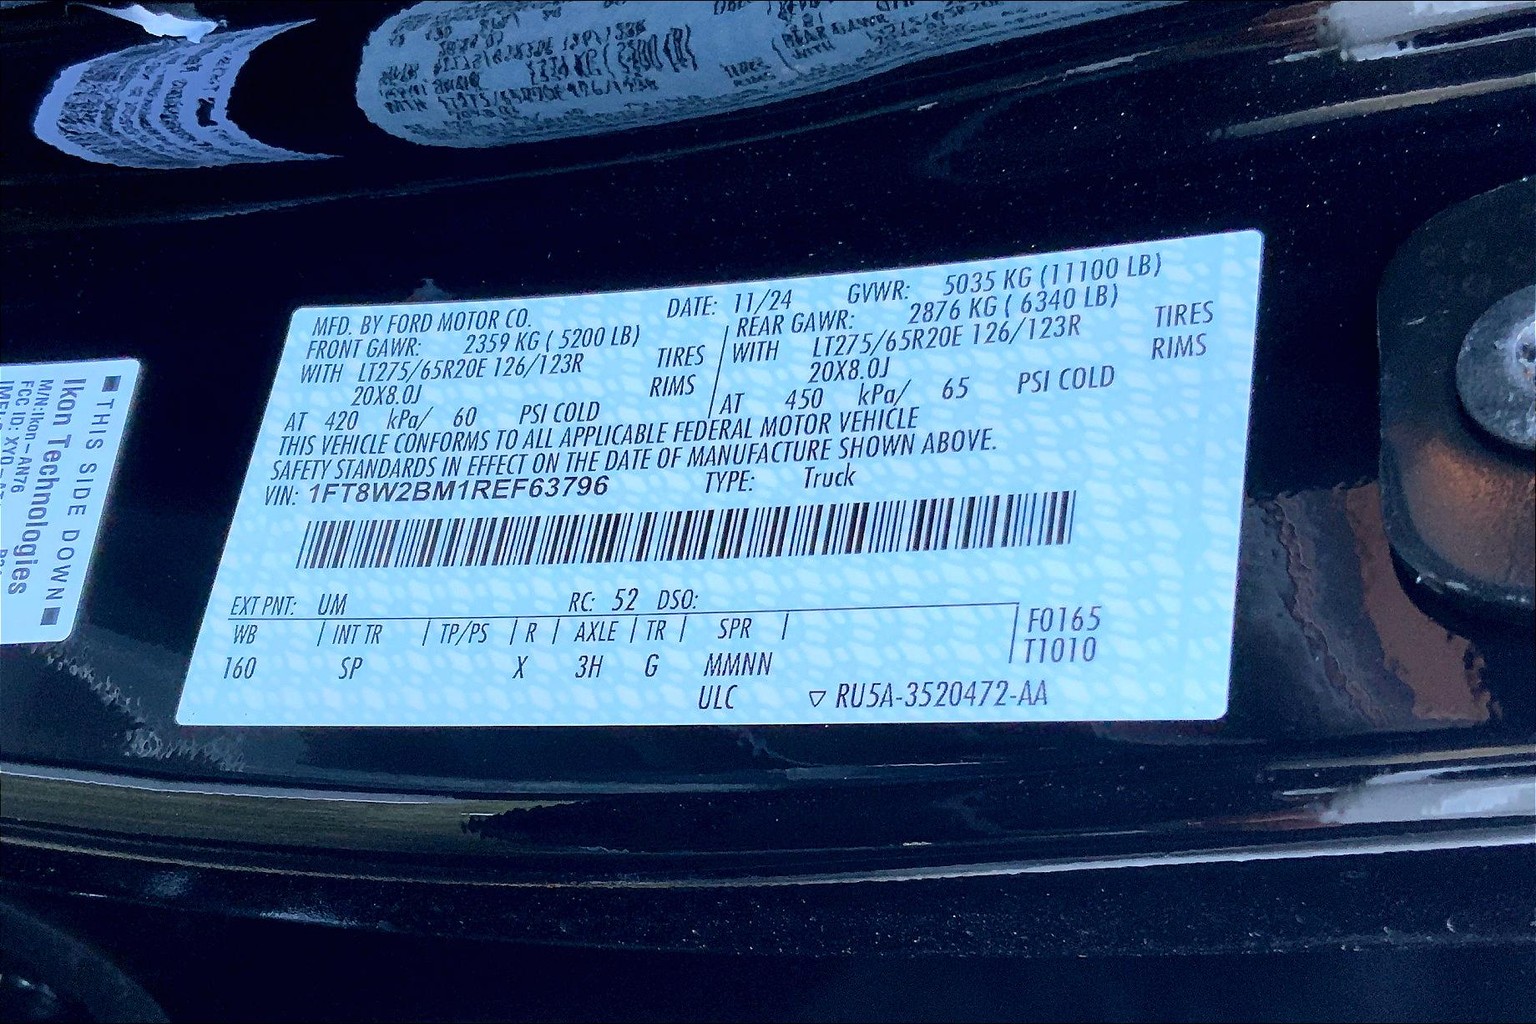 MFD. BY FORD MOTOR CO. DATE: 11/24 GVWR: 5035 KG (11100 LB)
FRONT GAWR: 2359 KG ( 5200 LB) REAR GAWR: 2876 KG ( 6340 LB)
WITH LT275/65R20E 126/123R TIRES WITH LT275/65R20E 126/123R TIRES
20X8.0J RIMS 20X8.0J RIMS
AT 420 kPa/ 60 PSI COLD AT 450 kPa/ 65 PSI COLD
THIS VEHICLE CONFORMS TO ALL APPLICABLE FEDERAL MOTOR VEHICLE
SAFETY STANDARDS IN EFFECT ON THE DATE OF MANUFACTURE SHOWN ABOVE.
VIN: 1FT8W2BM1REF63796 TYPE: Truck
EXT PNT: UM RC: 52 DSO:
WB | INT TR | TP/PS | R | AXLE | TR | SPR | F0165
T1010
160 SP X 3H G MMNN
ULC ▽ RU5A-3520472-AA
■ THIS SIDE DOWN ■
Ikon Technologies
M/N: Ikon-AN76
FCC ID: XYO-